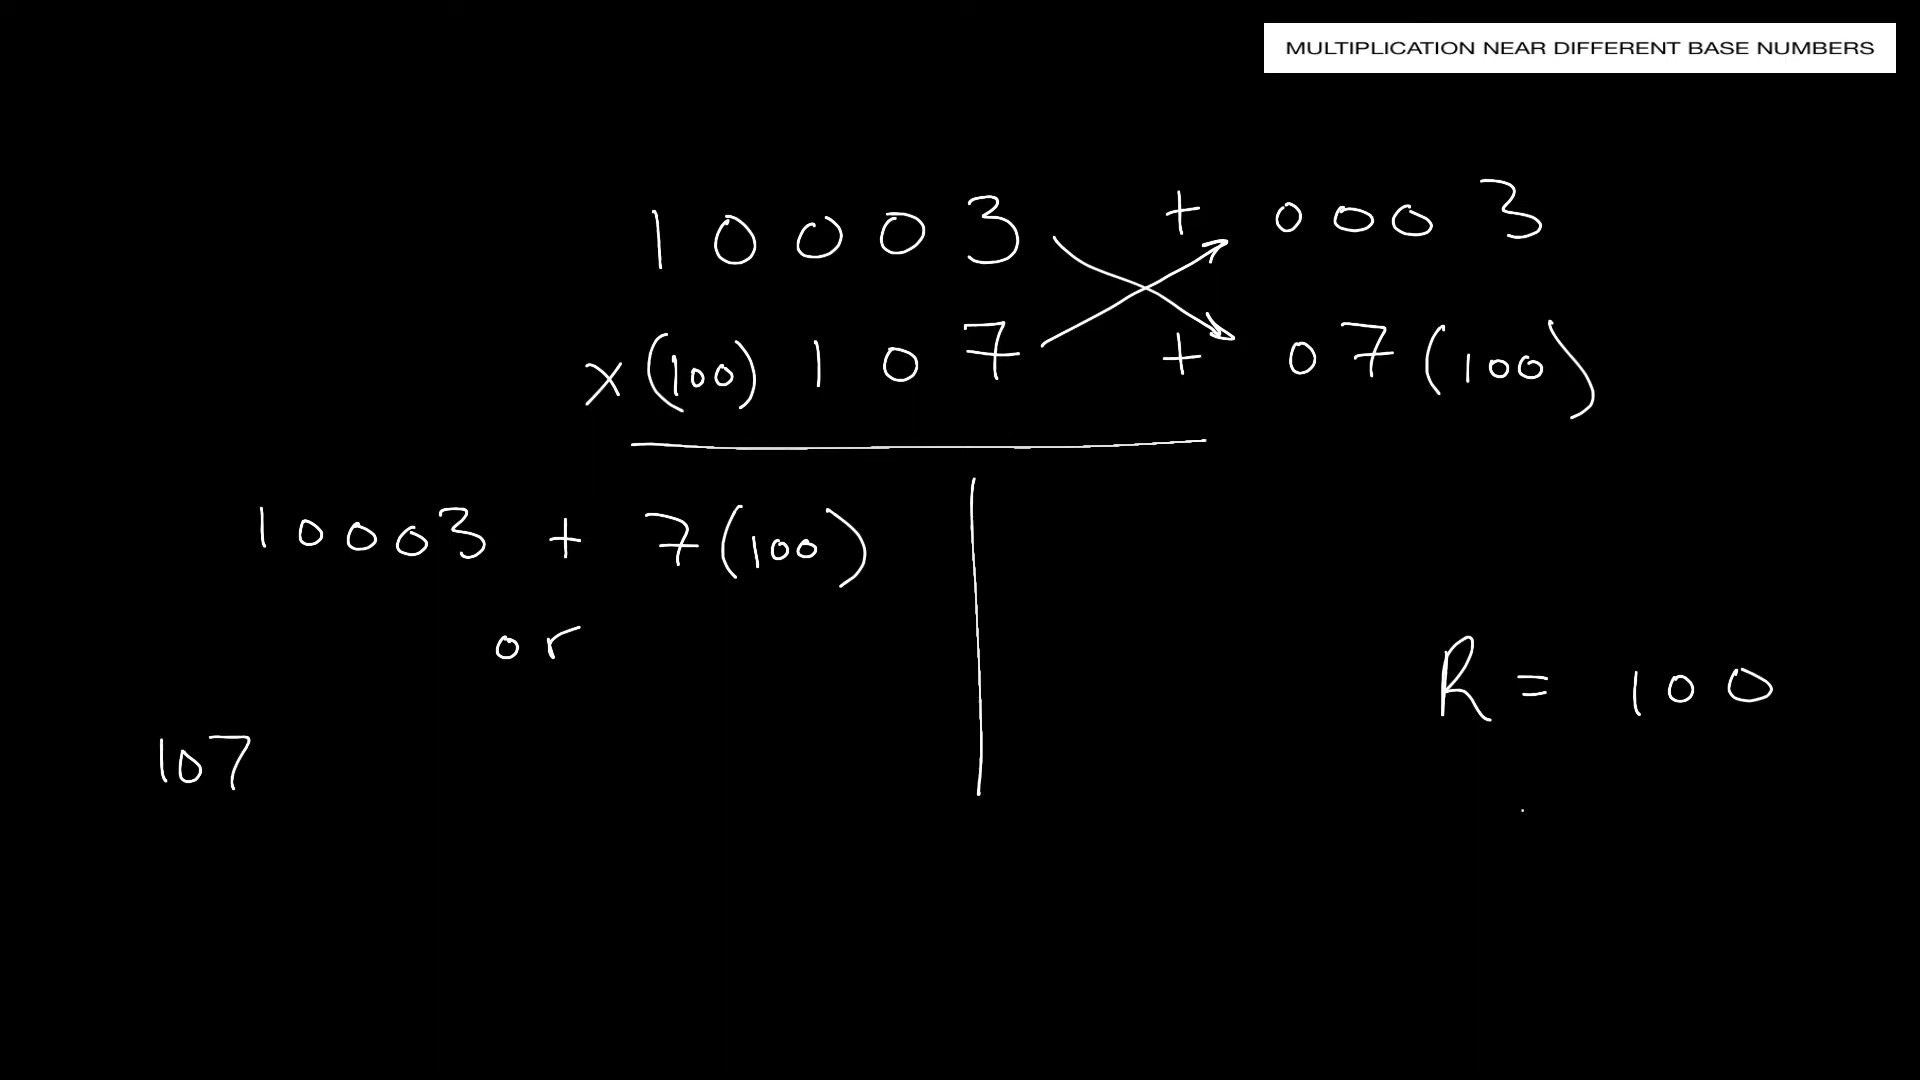 MULTIPLICATION NEAR DIFFERENT BASE NUMBERS
10003 + 0003
x (100) 107 + 07 (100)
10003 + 7 (100)
or
R = 100
107